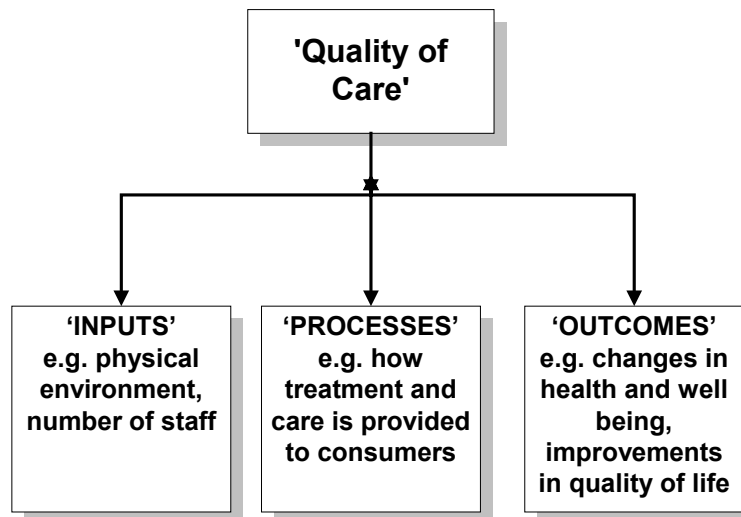 'Quality of
Care'
‘INPUTS’
e.g. physical
environment,
number of staff
‘PROCESSES’
e.g. how
treatment and
care is provided
to consumers
‘OUTCOMES’
e.g. changes in
health and well
being,
improvements
in quality of life